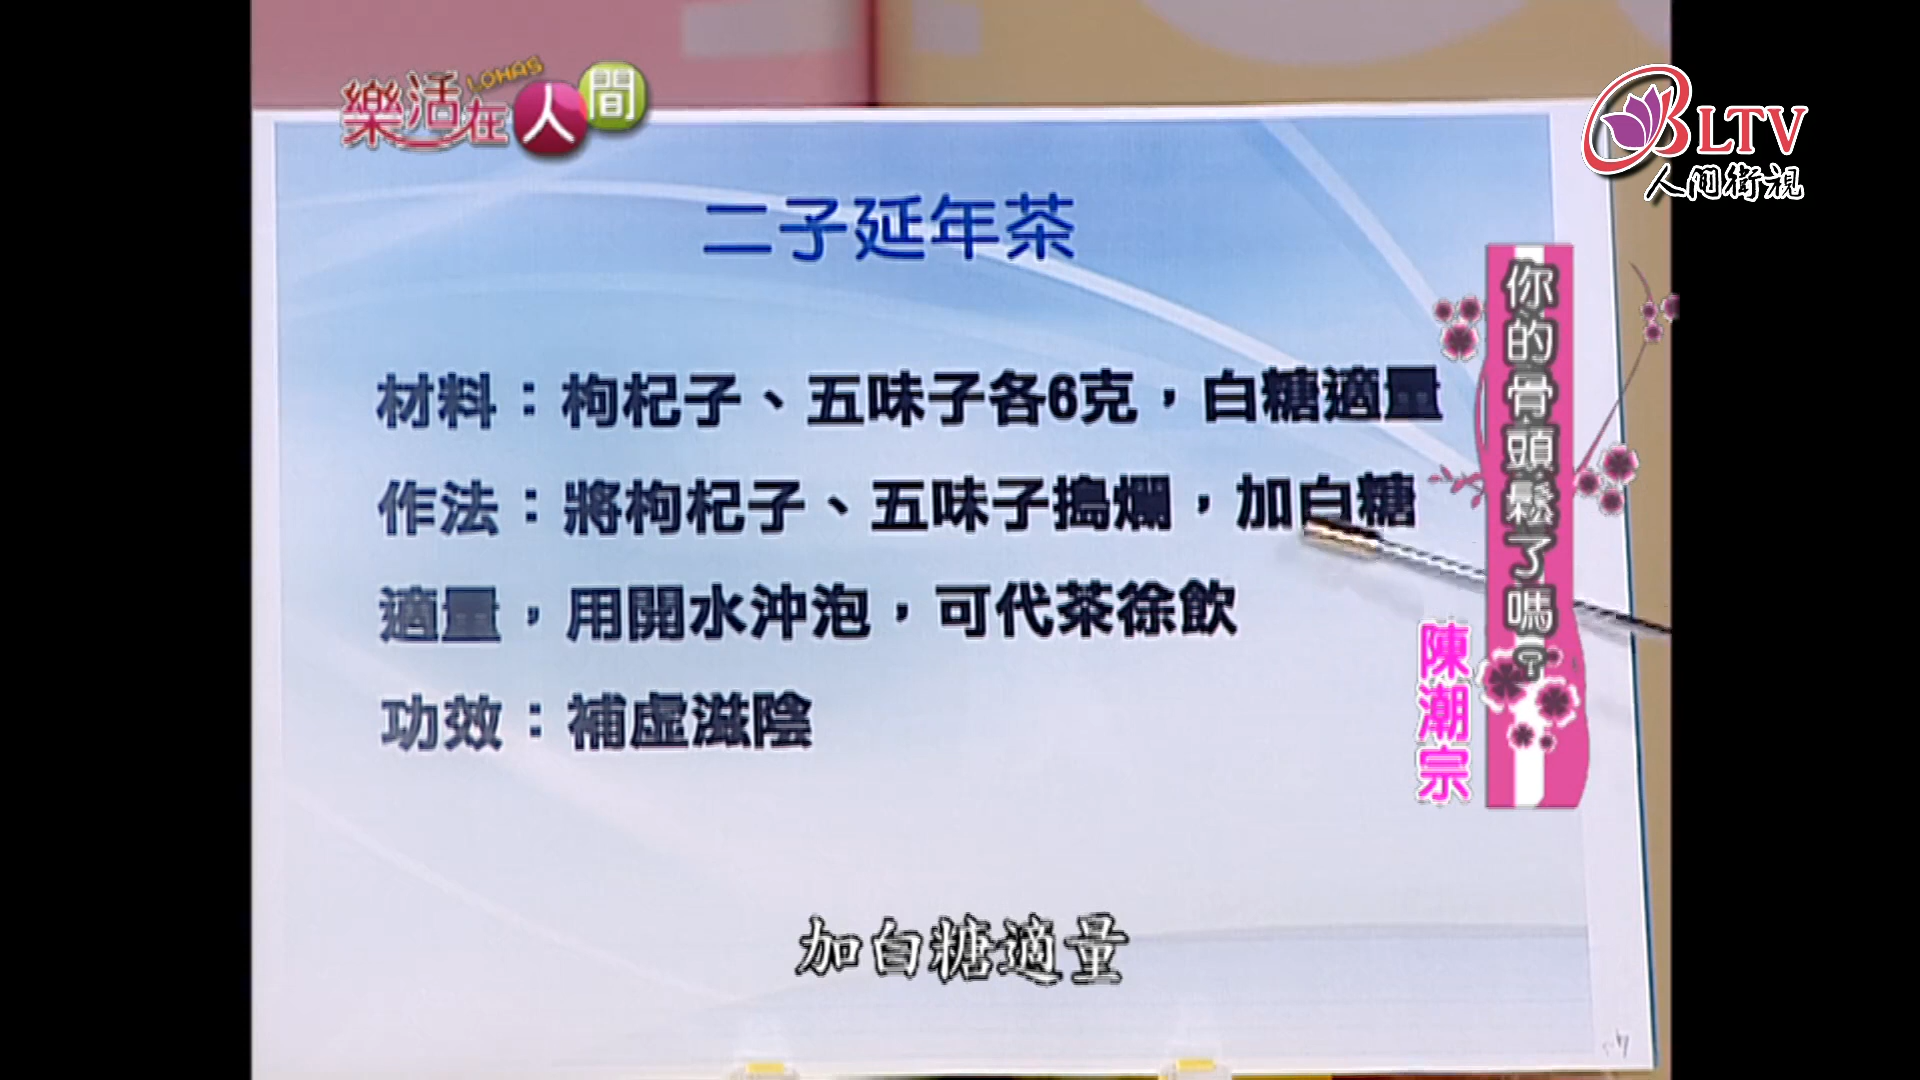 樂活在人間
LOHAS
BLTV
人間衛視
二子延年茶
材料：枸杞子、五味子各6克，白糖適量
作法：將枸杞子、五味子搗爛，加白糖
適量，用開水沖泡，可代茶徐飲
功效：補虛滋陰
你的骨頭鬆了嗎？
陳潮宗
加白糖適量